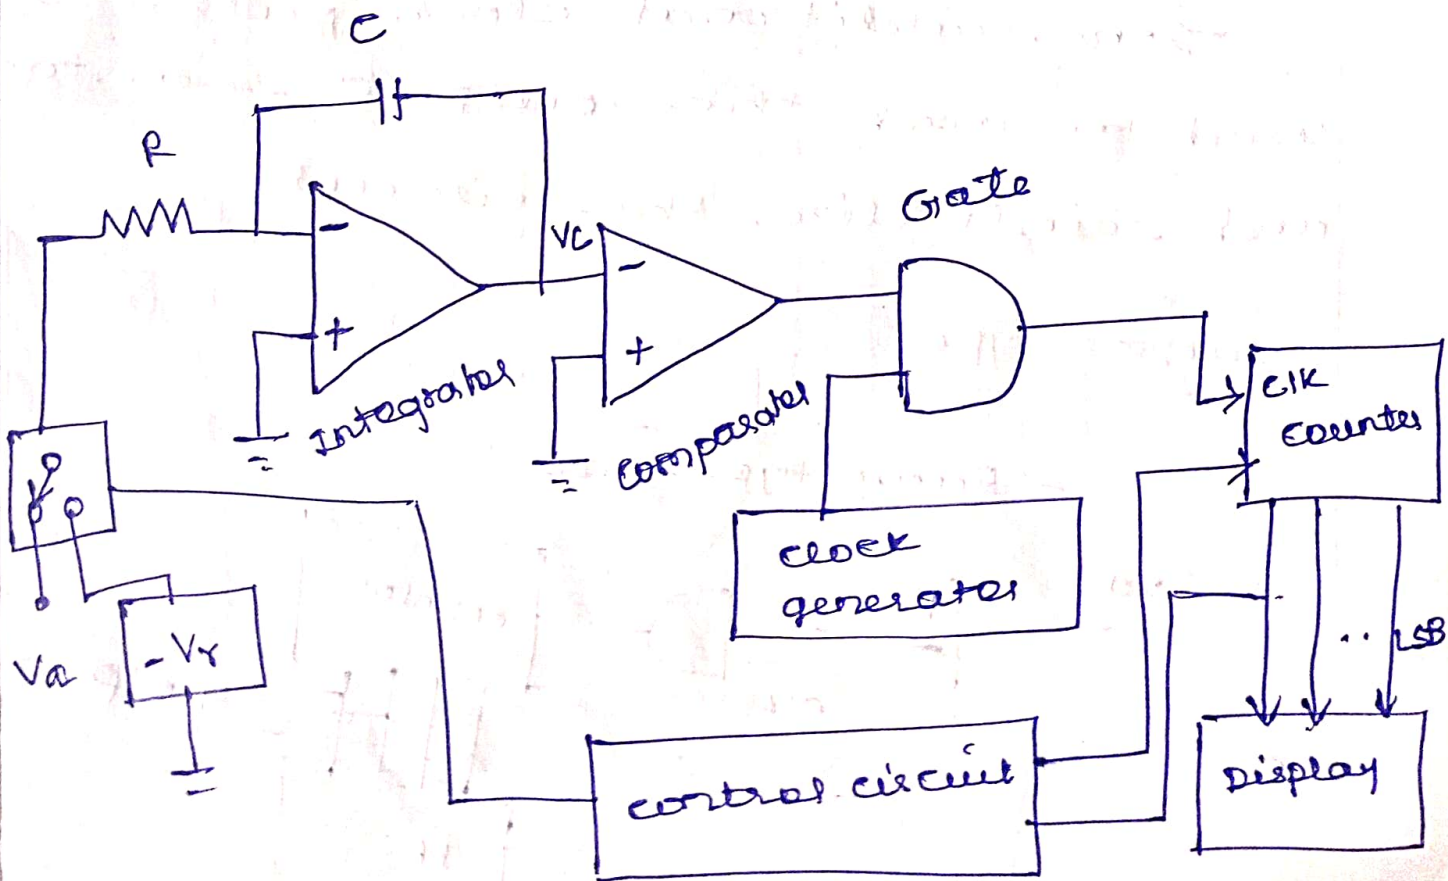 C
R
Gate
VC
-
-
+
+
Integrator
comparator
Clk
counter
clock
generator
Va
-Vr
.. LSB
control circuit
Display